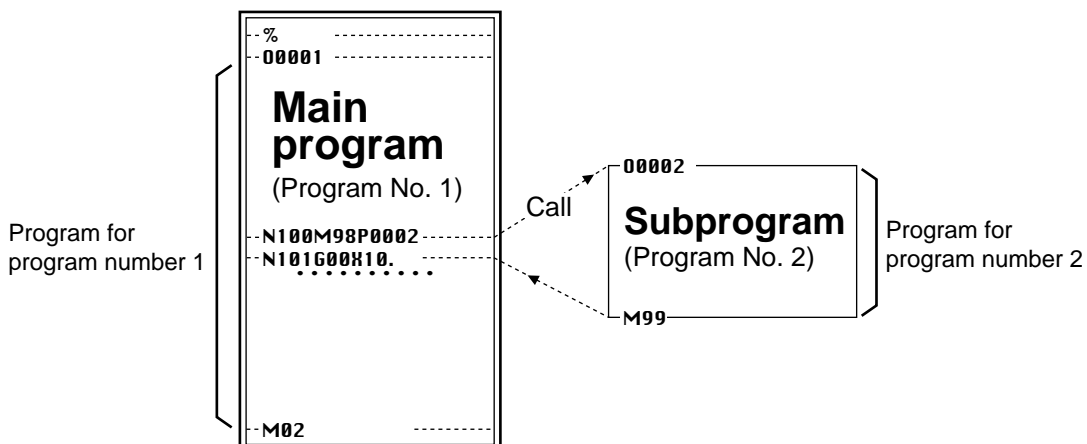 %
O0001
Main
program
(Program No. 1)
Program for
program number 1
N100M98P0002
N101G00X10.
• • • • • • • • • •
M02
Call
O0002
Subprogram
(Program No. 2)
M99
Program for
program number 2